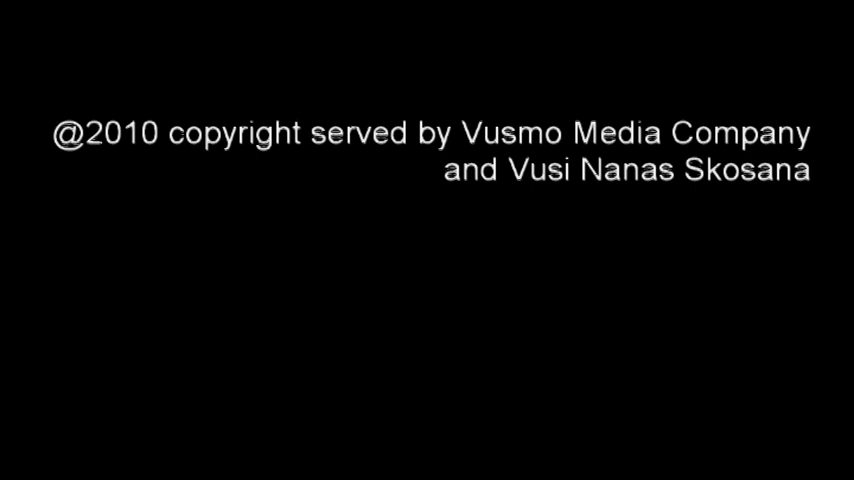 @2010 copyright served by Vusmo Media Company
and Vusi Nanas Skosana